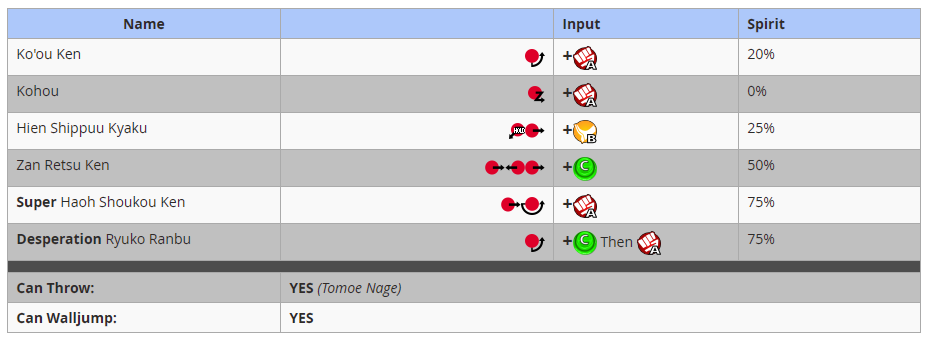 Name Input Spirit
Ko'ou Ken + A 20%
Kohou + A 0%
Hien Shippuu Kyaku HOLD + B 25%
Zan Retsu Ken + C 50%
Super Haoh Shoukou Ken + A 75%
Desperation Ryuko Ranbu + C Then A 75%
Can Throw: YES (Tomoe Nage)
Can Walljump: YES